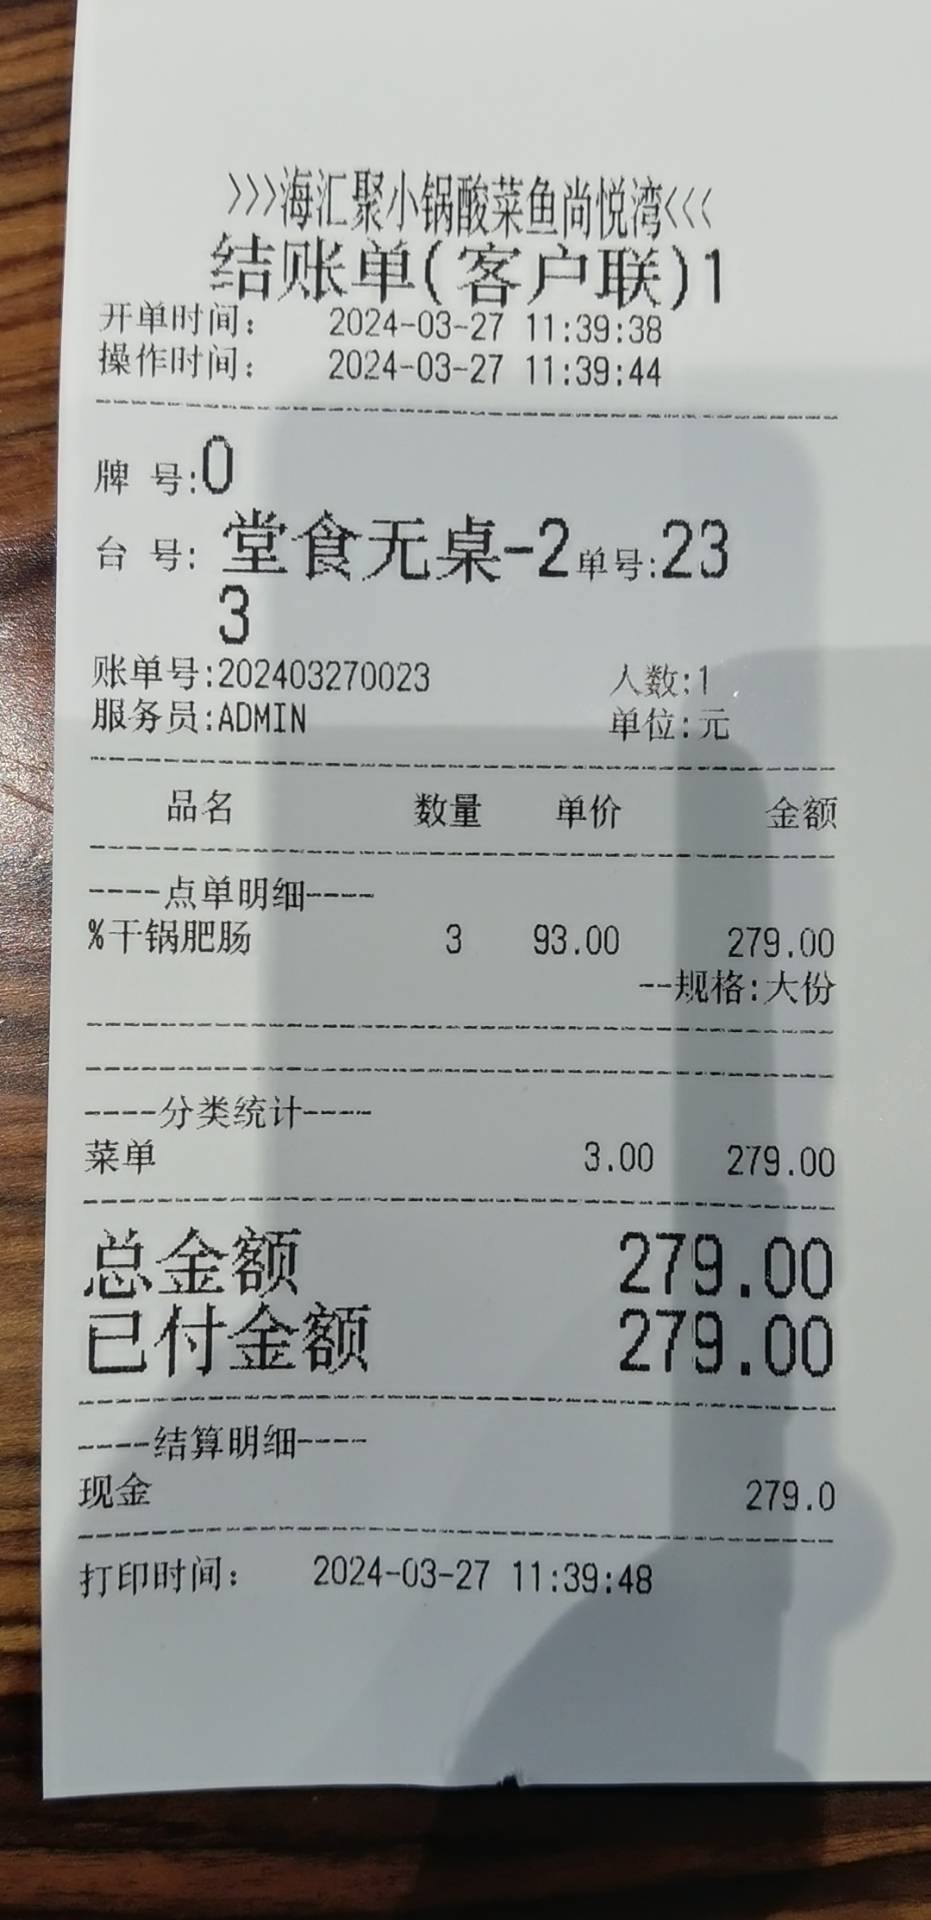 >>>海汇聚小锅酸菜鱼尚悦湾<<<
结账单(客户联)1
开单时间: 2024-03-27 11:39:38
操作时间: 2024-03-27 11:39:44
牌 号:0
台 号: 堂食无桌-2单号:23
3
账单号:202403270023 人数:1
服务员:ADMIN 单位:元
品名 数量 单价 金额
----点单明细----
%干锅肥肠 3 93.00 279.00
--规格:大份
----分类统计----
菜单 3.00 279.00
总金额 279.00
已付金额 279.00
----结算明细----
现金 279.0
打印时间: 2024-03-27 11:39:48